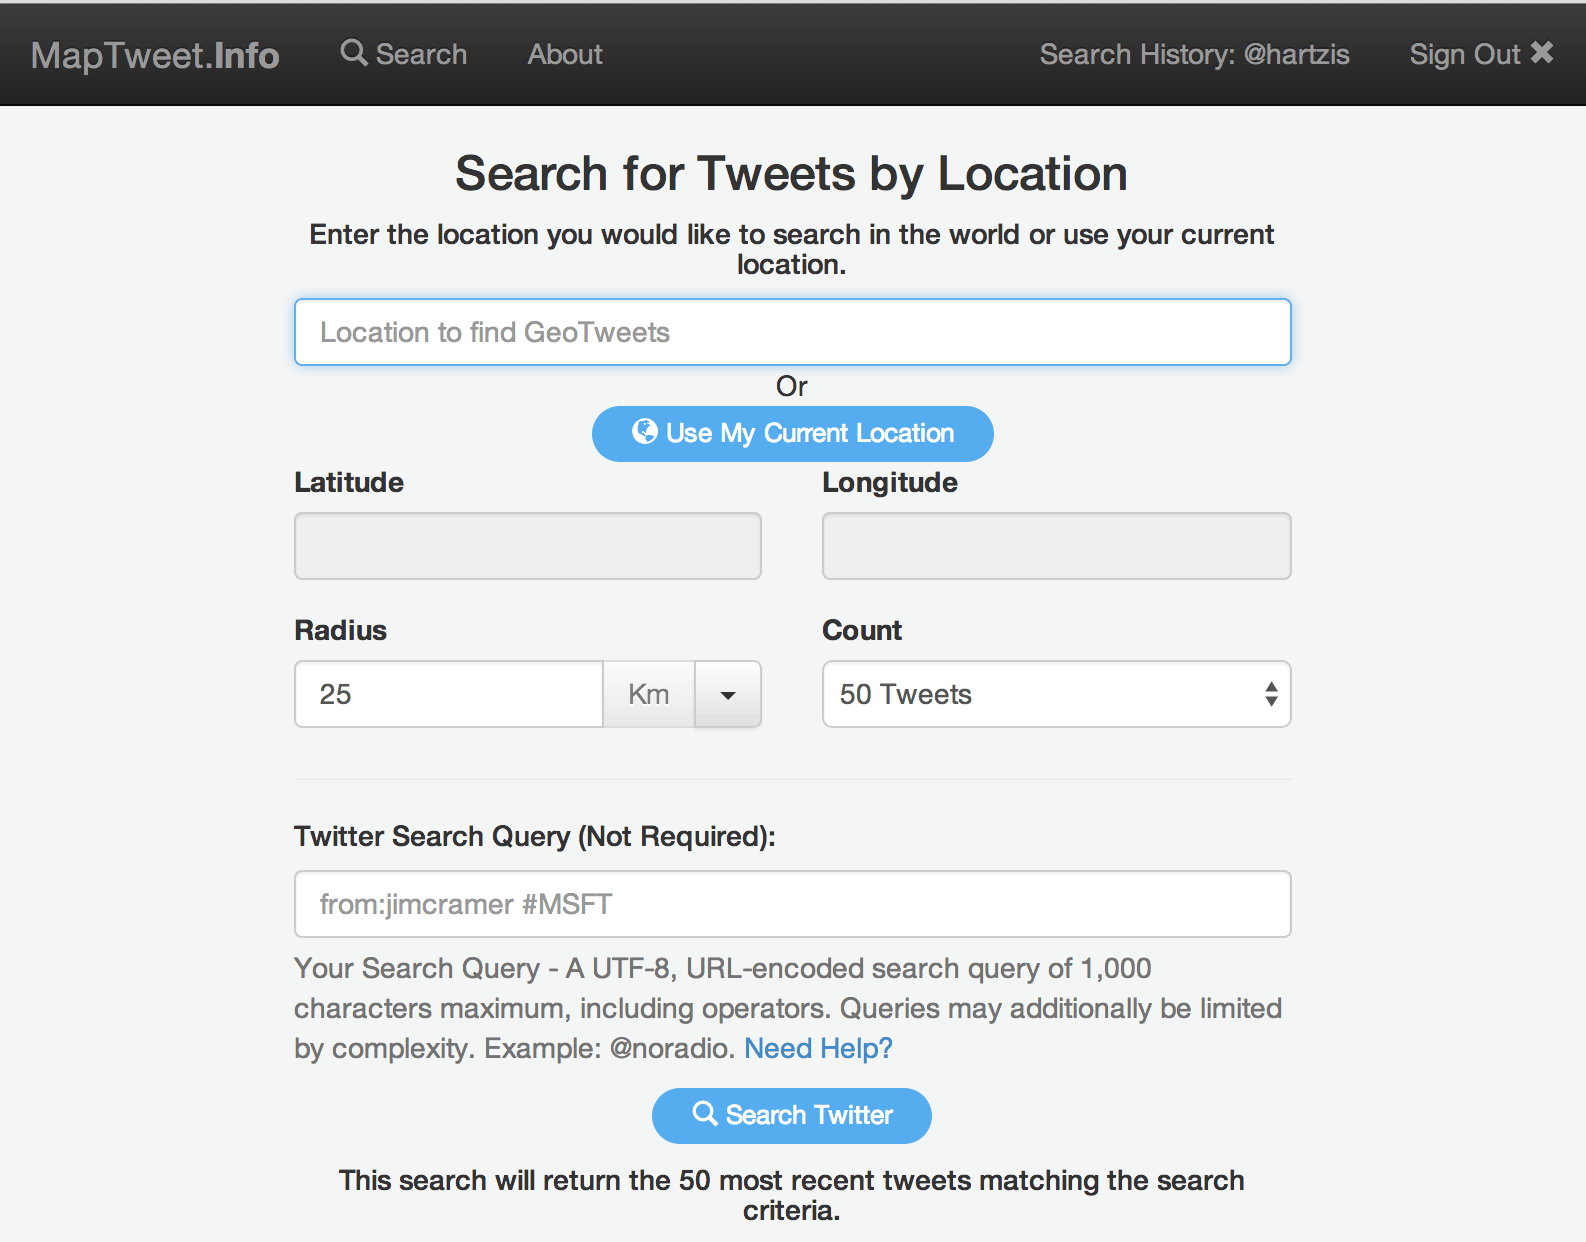 MapTweet.Info Search About Search History: @hartzis Sign Out
Search for Tweets by Location
Enter the location you would like to search in the world or use your current
location.
Location to find GeoTweets
Or
Use My Current Location
Latitude Longitude
Radius Count
25 Km 50 Tweets
Twitter Search Query (Not Required):
from:jimcramer #MSFT
Your Search Query - A UTF-8, URL-encoded search query of 1,000
characters maximum, including operators. Queries may additionally be limited
by complexity. Example: @noradio. Need Help?
Search Twitter
This search will return the 50 most recent tweets matching the search
criteria.